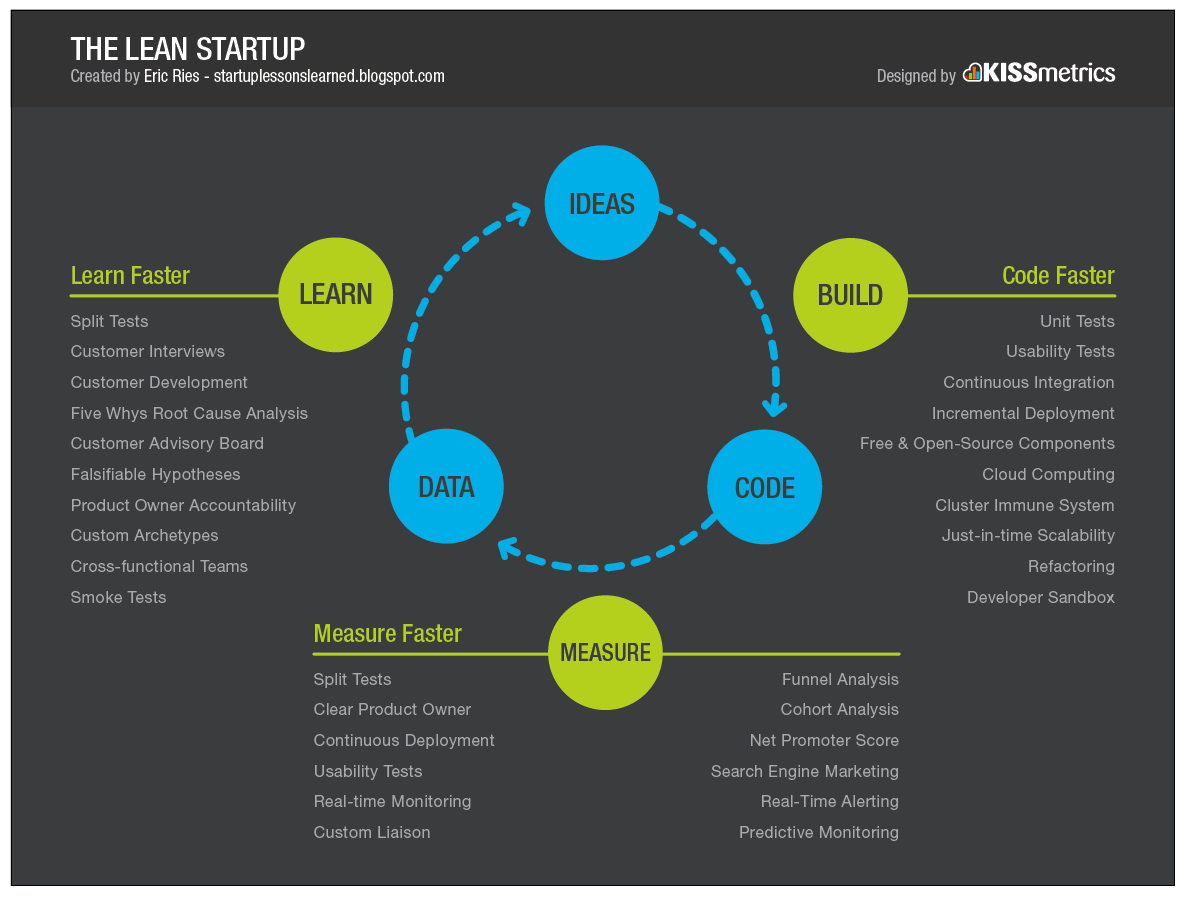 THE LEAN STARTUP
Created by Eric Ries - startuplessonslearned.blogspot.com
Designed by KISSmetrics
IDEAS
LEARN
BUILD
DATA
CODE
MEASURE
Learn Faster
Split Tests
Customer Interviews
Customer Development
Five Whys Root Cause Analysis
Customer Advisory Board
Falsifiable Hypotheses
Product Owner Accountability
Custom Archetypes
Cross-functional Teams
Smoke Tests
Code Faster
Unit Tests
Usability Tests
Continuous Integration
Incremental Deployment
Free & Open-Source Components
Cloud Computing
Cluster Immune System
Just-in-time Scalability
Refactoring
Developer Sandbox
Measure Faster
Split Tests
Clear Product Owner
Continuous Deployment
Usability Tests
Real-time Monitoring
Custom Liaison
Funnel Analysis
Cohort Analysis
Net Promoter Score
Search Engine Marketing
Real-Time Alerting
Predictive Monitoring